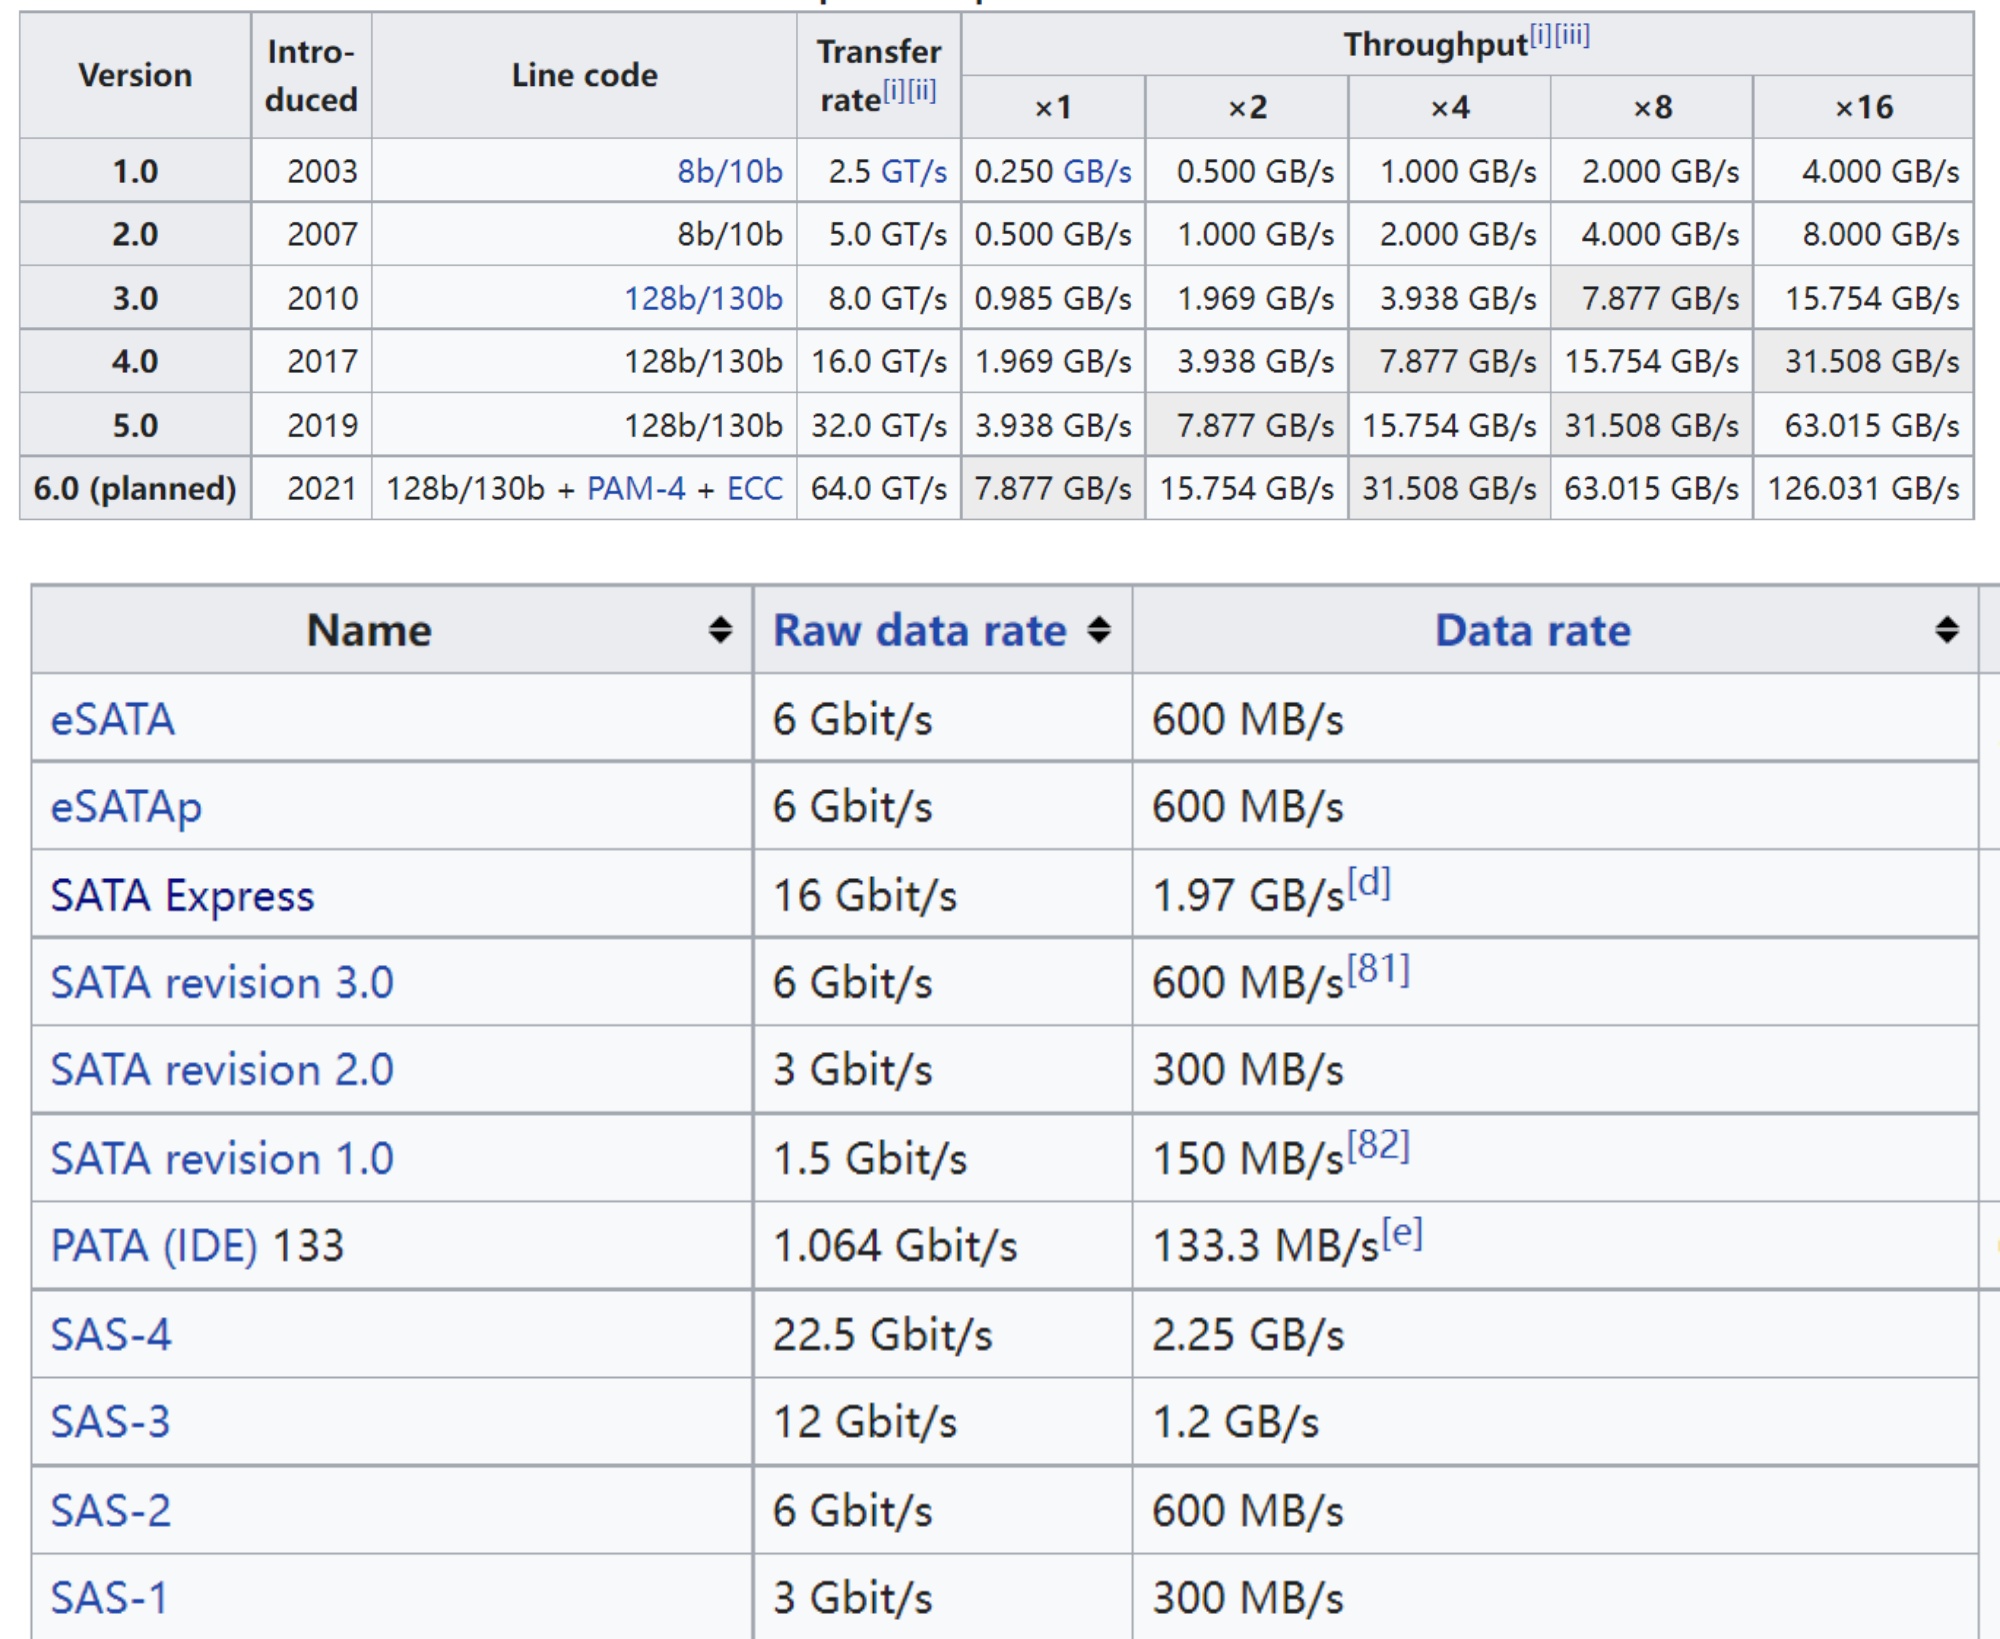 Version Intro-duced Line code Transfer rate[i][ii] Throughput[i][iii]
×1 ×2 ×4 ×8 ×16
1.0 2003 8b/10b 2.5 GT/s 0.250 GB/s 0.500 GB/s 1.000 GB/s 2.000 GB/s 4.000 GB/s
2.0 2007 8b/10b 5.0 GT/s 0.500 GB/s 1.000 GB/s 2.000 GB/s 4.000 GB/s 8.000 GB/s
3.0 2010 128b/130b 8.0 GT/s 0.985 GB/s 1.969 GB/s 3.938 GB/s 7.877 GB/s 15.754 GB/s
4.0 2017 128b/130b 16.0 GT/s 1.969 GB/s 3.938 GB/s 7.877 GB/s 15.754 GB/s 31.508 GB/s
5.0 2019 128b/130b 32.0 GT/s 3.938 GB/s 7.877 GB/s 15.754 GB/s 31.508 GB/s 63.015 GB/s
6.0 (planned) 2021 128b/130b + PAM-4 + ECC 64.0 GT/s 7.877 GB/s 15.754 GB/s 31.508 GB/s 63.015 GB/s 126.031 GB/s
Name Raw data rate Data rate
eSATA 6 Gbit/s 600 MB/s
eSATAp 6 Gbit/s 600 MB/s
SATA Express 16 Gbit/s 1.97 GB/s[d]
SATA revision 3.0 6 Gbit/s 600 MB/s[81]
SATA revision 2.0 3 Gbit/s 300 MB/s
SATA revision 1.0 1.5 Gbit/s 150 MB/s[82]
PATA (IDE) 133 1.064 Gbit/s 133.3 MB/s[e]
SAS-4 22.5 Gbit/s 2.25 GB/s
SAS-3 12 Gbit/s 1.2 GB/s
SAS-2 6 Gbit/s 600 MB/s
SAS-1 3 Gbit/s 300 MB/s